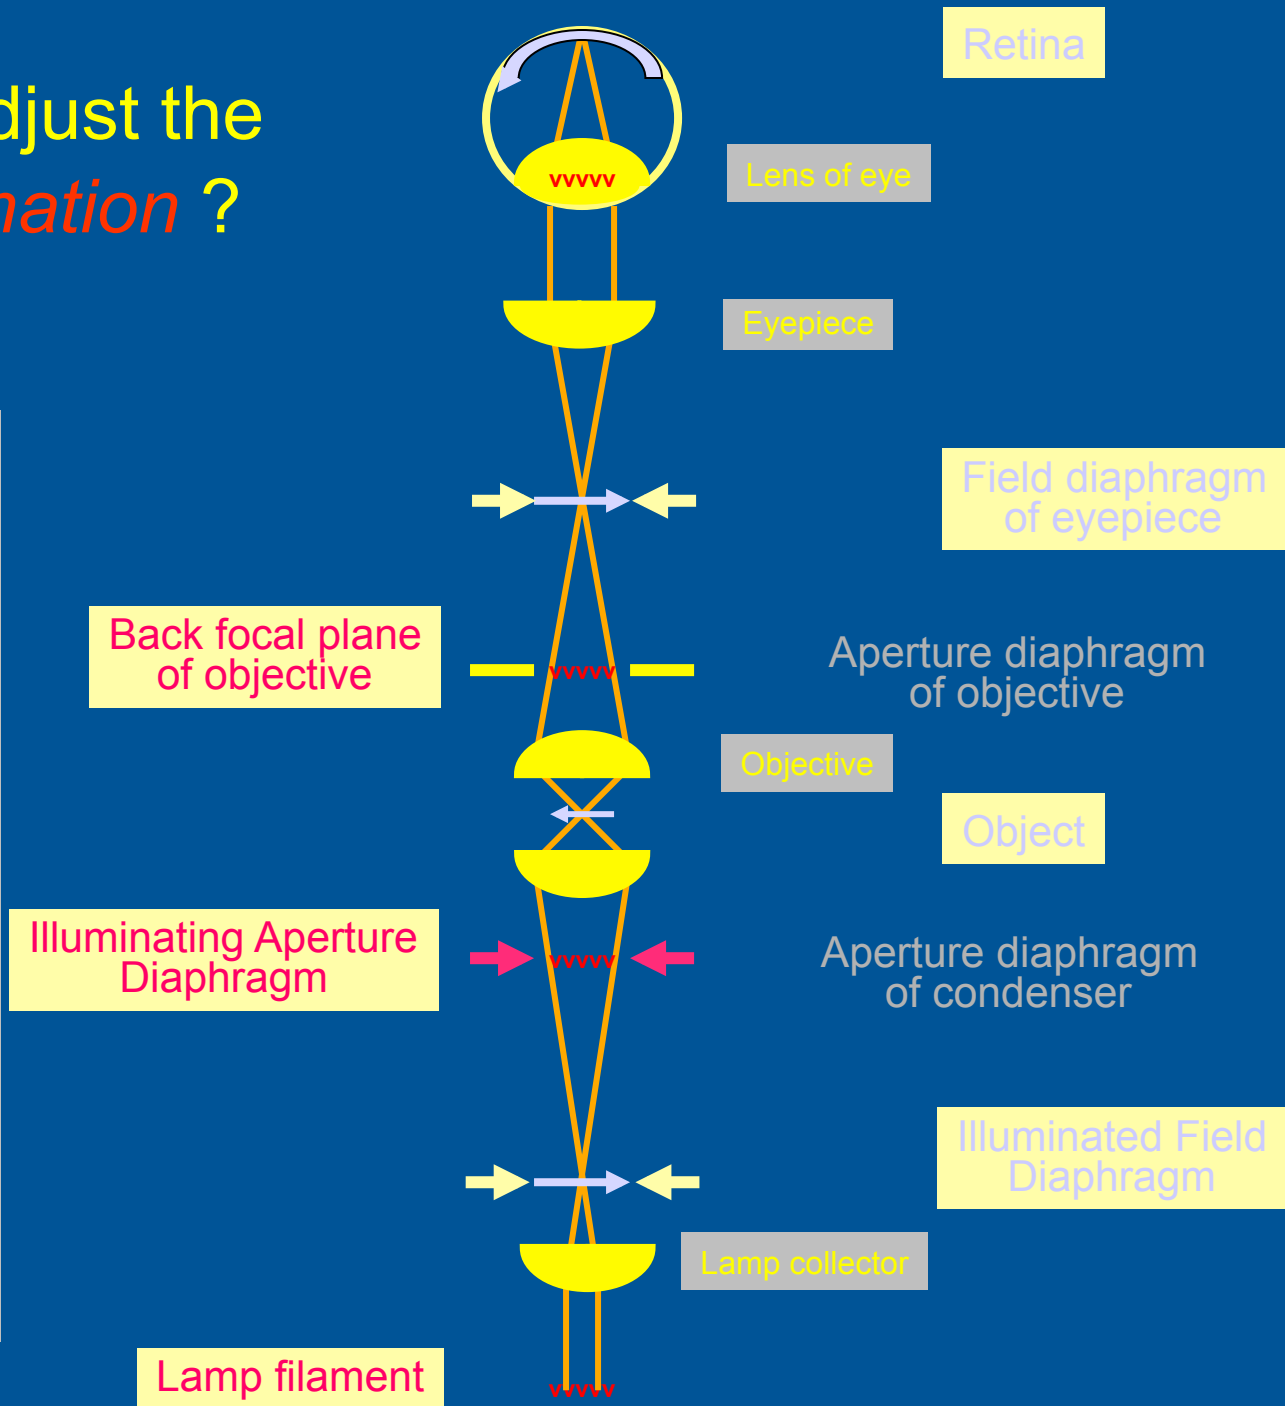 Retina
djust the
nation ?
Lens of eye
vvvvv
Eyepiece
Field diaphragm
of eyepiece
Back focal plane
of objective
vvvvv
Aperture diaphragm
of objective
Objective
Object
Illuminating Aperture
Diaphragm
vvvvv
Aperture diaphragm
of condenser
Illuminated Field
Diaphragm
Lamp collector
Lamp filament
vvvvv